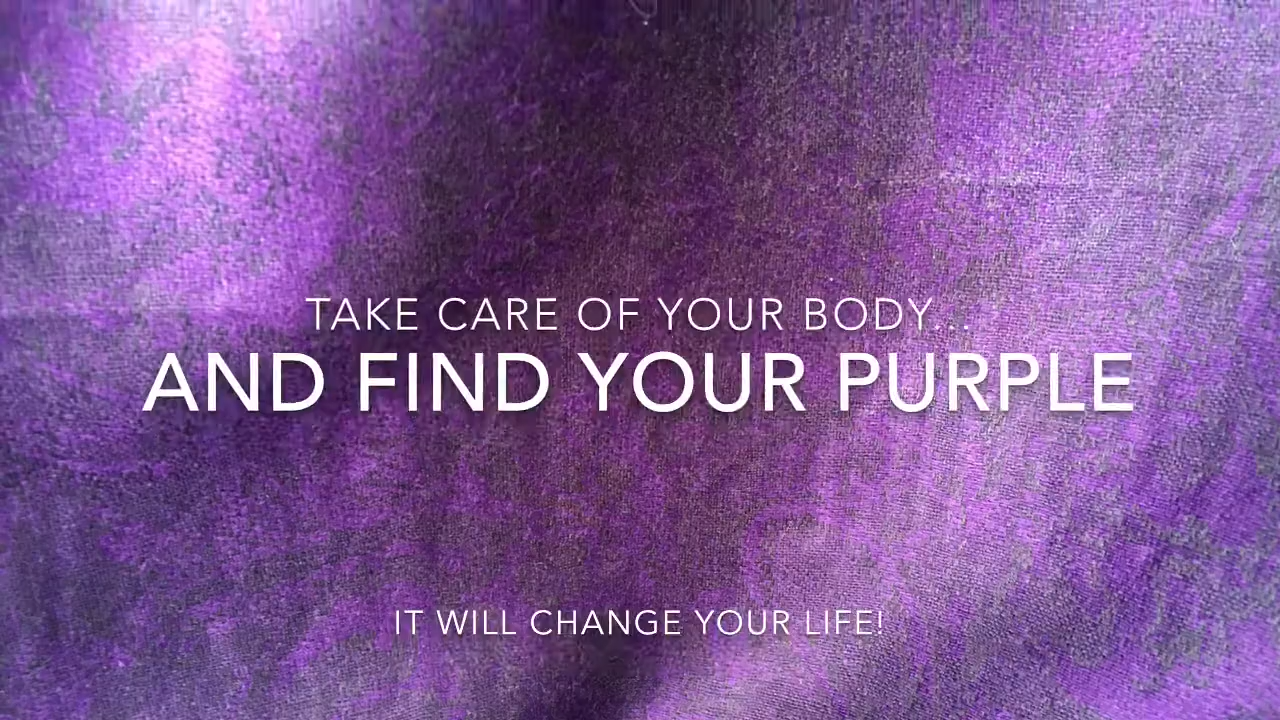 TAKE CARE OF YOUR BODY...
AND FIND YOUR PURPLE
IT WILL CHANGE YOUR LIFE!